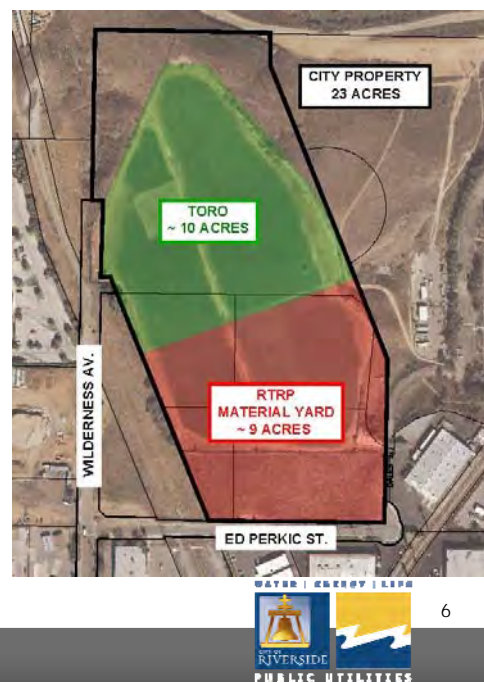 CITY PROPERTY
23 ACRES
TORO
~ 10 ACRES
WILDERNESS AV.
RTRP
MATERIAL YARD
~ 9 ACRES
ED PERKIC ST.
WATER | ENERGY | LIFE
6
CITY OF
RIVERSIDE
PUBLIC UTILITIES